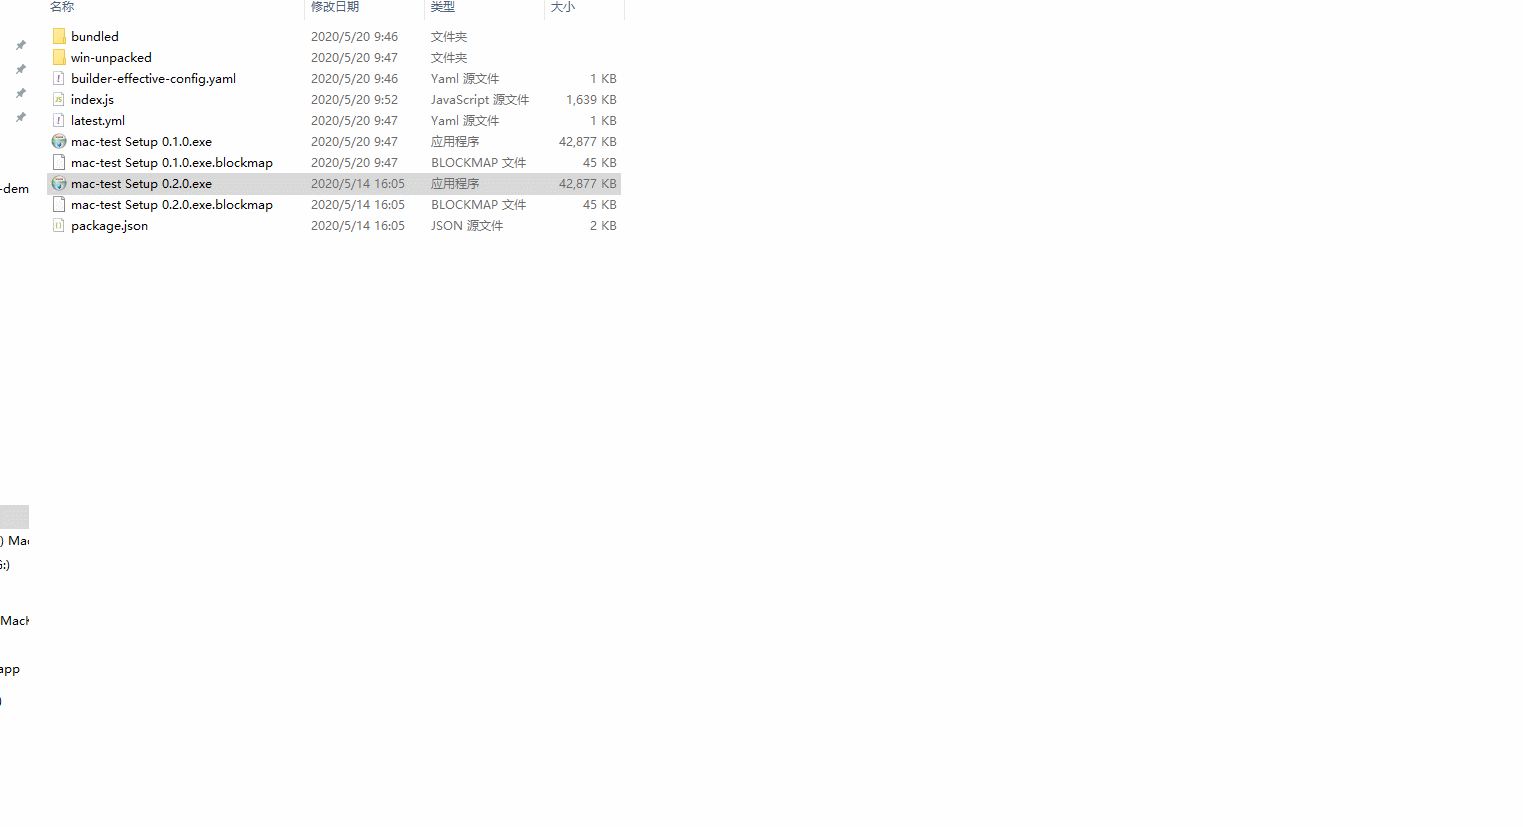 名称 修改日期 类型 大小
bundled 2020/5/20 9:46 文件夹
win-unpacked 2020/5/20 9:47 文件夹
builder-effective-config.yaml 2020/5/20 9:46 Yaml 源文件 1 KB
index.js 2020/5/20 9:52 JavaScript 源文件 1,639 KB
latest.yml 2020/5/20 9:47 Yaml 源文件 1 KB
mac-test Setup 0.1.0.exe 2020/5/20 9:47 应用程序 42,877 KB
mac-test Setup 0.1.0.exe.blockmap 2020/5/20 9:47 BLOCKMAP 文件 45 KB
mac-test Setup 0.2.0.exe 2020/5/14 16:05 应用程序 42,877 KB
-dem
mac-test Setup 0.2.0.exe.blockmap 2020/5/14 16:05 BLOCKMAP 文件 45 KB
package.json 2020/5/14 16:05 JSON 源文件 2 KB
) Mac
:)
Mack
app
)